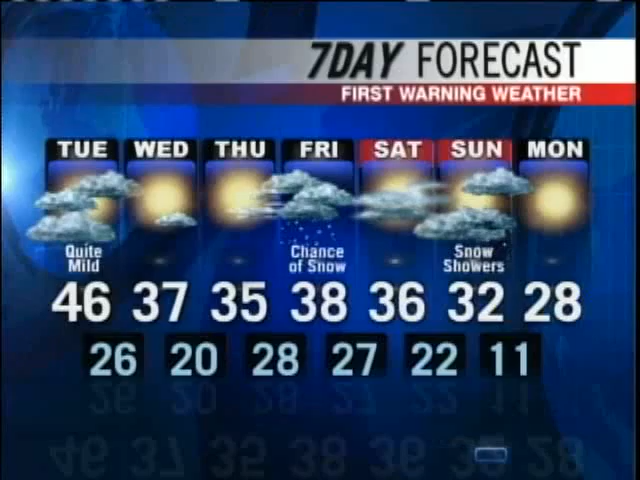 7DAY FORECAST
FIRST WARNING WEATHER
TUE WED THU FRI SAT SUN MON
Quite Mild Chance of Snow Snow Showers
46 37 35 38 36 32 28
26 20 28 27 22 11